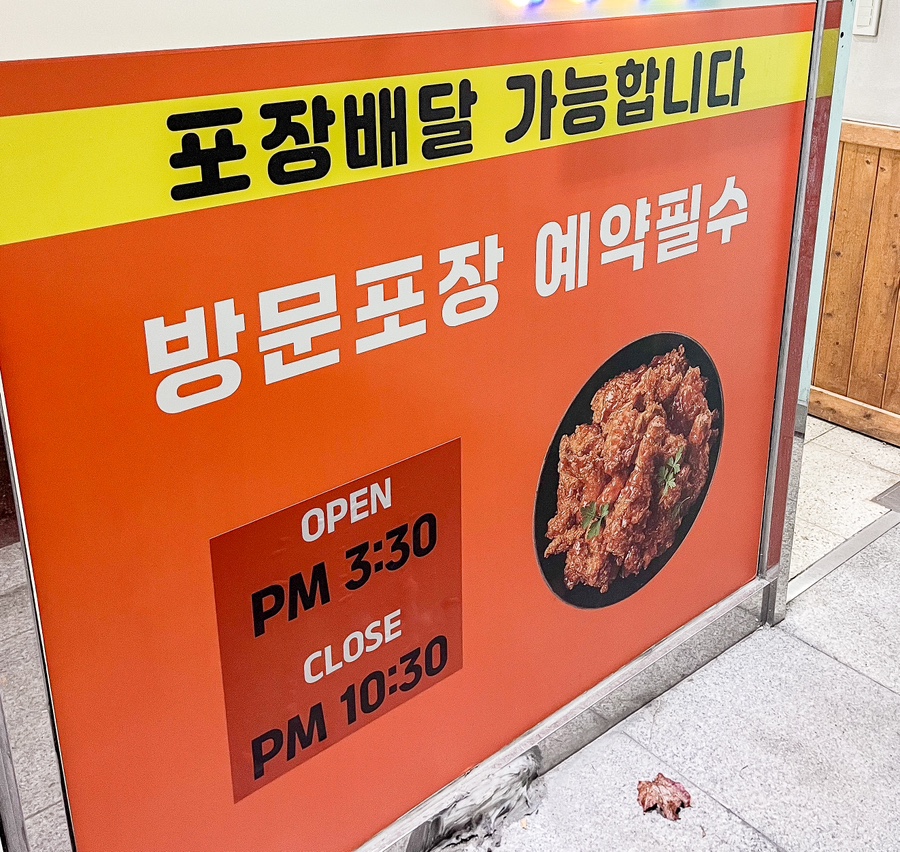 포장배달 가능합니다
방문포장 예약필수
OPEN
PM 3:30
CLOSE
PM 10:30